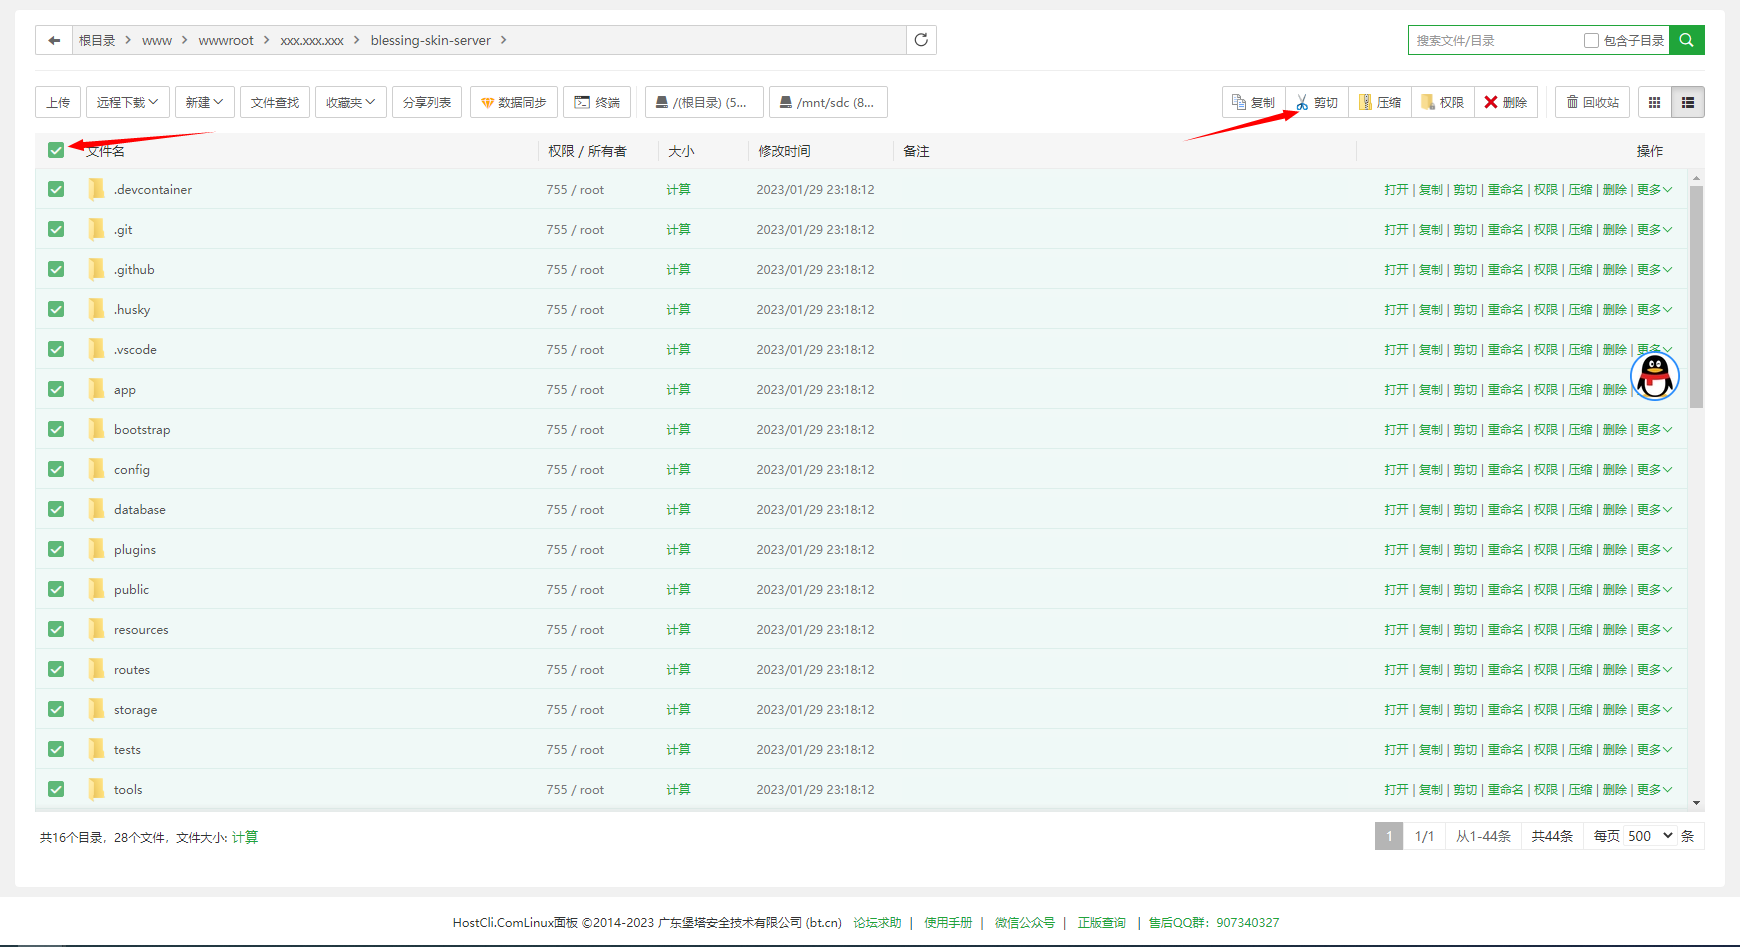 根目录 www wwwroot xxx.xxx.xxx blessing-skin-server
搜索文件/目录 包含子目录
上传 远程下载 新建 文件查找 收藏夹 分享列表 数据同步 终端 /(根目录) (5... /mnt/sdc (8... 复制 剪切 压缩 权限 删除 回收站
文件名 权限 / 所有者 大小 修改时间 备注 操作
.devcontainer 755 / root 计算 2023/01/29 23:18:12 打开 | 复制 | 剪切 | 重命名 | 权限 | 压缩 | 删除 | 更多
.git 755 / root 计算 2023/01/29 23:18:12 打开 | 复制 | 剪切 | 重命名 | 权限 | 压缩 | 删除 | 更多
.github 755 / root 计算 2023/01/29 23:18:12 打开 | 复制 | 剪切 | 重命名 | 权限 | 压缩 | 删除 | 更多
.husky 755 / root 计算 2023/01/29 23:18:12 打开 | 复制 | 剪切 | 重命名 | 权限 | 压缩 | 删除 | 更多
.vscode 755 / root 计算 2023/01/29 23:18:12 打开 | 复制 | 剪切 | 重命名 | 权限 | 压缩 | 删除 | 更多
app 755 / root 计算 2023/01/29 23:18:12 打开 | 复制 | 剪切 | 重命名 | 权限 | 压缩 | 删除
bootstrap 755 / root 计算 2023/01/29 23:18:12 打开 | 复制 | 剪切 | 重命名 | 权限 | 压缩 | 删除 | 更多
config 755 / root 计算 2023/01/29 23:18:12 打开 | 复制 | 剪切 | 重命名 | 权限 | 压缩 | 删除 | 更多
database 755 / root 计算 2023/01/29 23:18:12 打开 | 复制 | 剪切 | 重命名 | 权限 | 压缩 | 删除 | 更多
plugins 755 / root 计算 2023/01/29 23:18:12 打开 | 复制 | 剪切 | 重命名 | 权限 | 压缩 | 删除 | 更多
public 755 / root 计算 2023/01/29 23:18:12 打开 | 复制 | 剪切 | 重命名 | 权限 | 压缩 | 删除 | 更多
resources 755 / root 计算 2023/01/29 23:18:12 打开 | 复制 | 剪切 | 重命名 | 权限 | 压缩 | 删除 | 更多
routes 755 / root 计算 2023/01/29 23:18:12 打开 | 复制 | 剪切 | 重命名 | 权限 | 压缩 | 删除 | 更多
storage 755 / root 计算 2023/01/29 23:18:12 打开 | 复制 | 剪切 | 重命名 | 权限 | 压缩 | 删除 | 更多
tests 755 / root 计算 2023/01/29 23:18:12 打开 | 复制 | 剪切 | 重命名 | 权限 | 压缩 | 删除 | 更多
tools 755 / root 计算 2023/01/29 23:18:12 打开 | 复制 | 剪切 | 重命名 | 权限 | 压缩 | 删除 | 更多
共16个目录，28个文件，文件大小: 计算 1 1/1 从1-44条 共44条 每页 500 条
HostCli.ComLinux面板 ©2014-2023 广东堡塔安全技术有限公司 (bt.cn) 论坛求助 | 使用手册 | 微信公众号 | 正版查询 | 售后QQ群：907340327